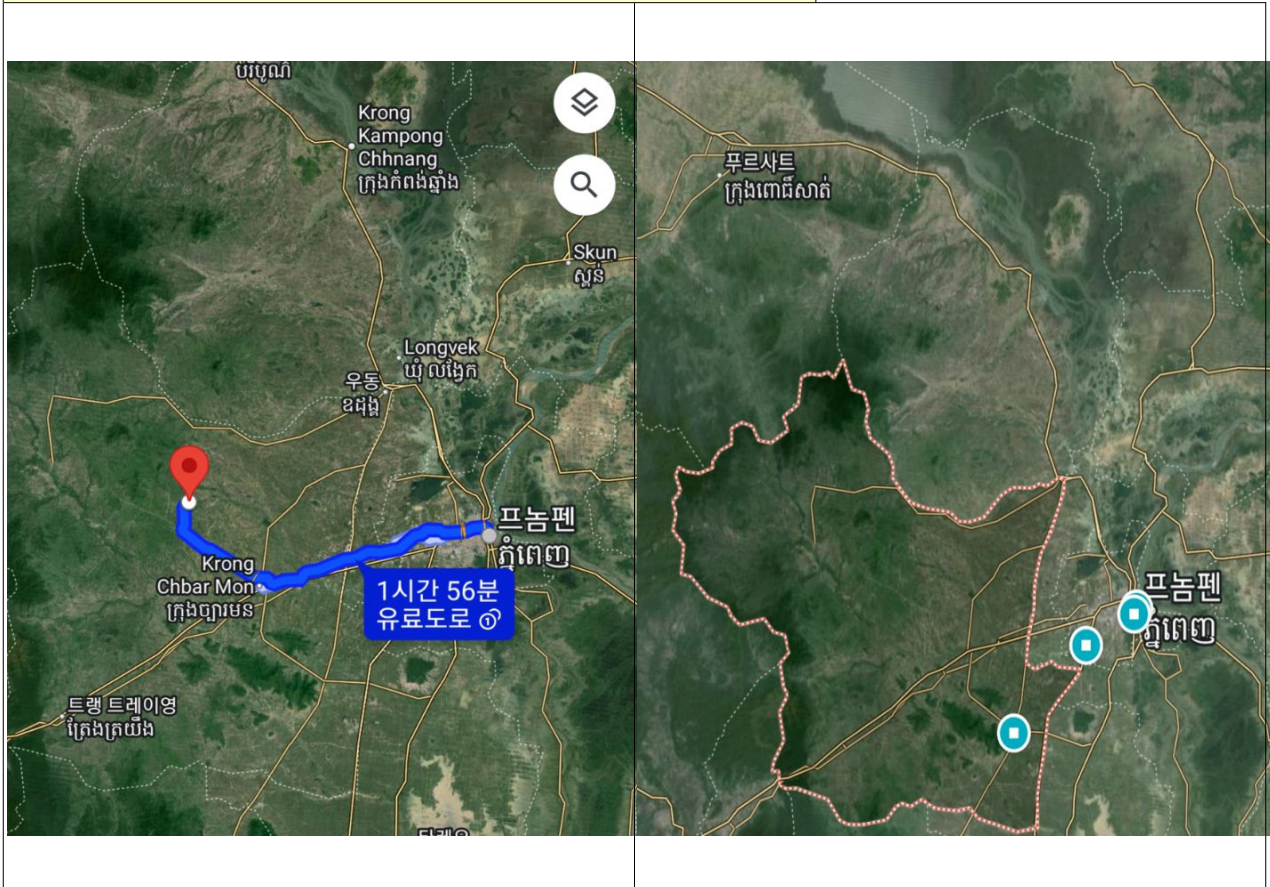 បរិបូណ៌
Krong
Kampong
Chhnang
ក្រុងកំពង់ឆ្នាំង
Skun
ស្គន់
Longvek
ឃុំ លង្វែក
우동
ឧដុង្គ
프놈펜
ភ្នំពេញ
Krong
Chbar Mon
ក្រុងច្បារមន
1시간 56분
유료도로
트랭 트레이영
ត្រែងត្រយឹង
푸르사트
ក្រុងពោធិ៍សាត់
프놈펜
ភ្នំពេញ